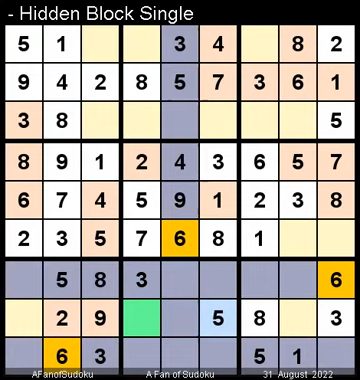 - Hidden Block Single
5 1 3 4 8 2
9 4 2 8 5 7 3 6 1
3 8 5
8 9 1 2 4 3 6 5 7
6 7 4 5 9 1 2 3 8
2 3 5 7 6 8 1
5 8 3 6
2 9 5 8 3
6 3 5 1
AFanofSudoku A Fan of Sudoku 31 August 2022